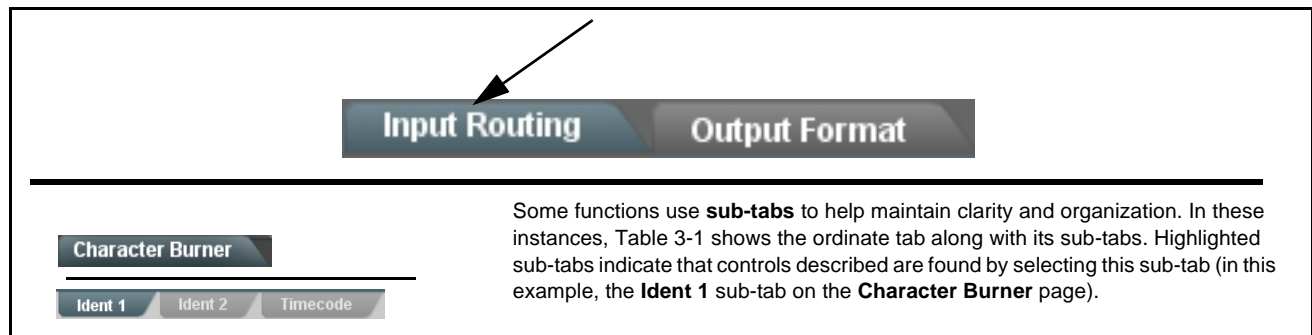 Input Routing Output Format
Some functions use sub-tabs to help maintain clarity and organization. In these
instances, Table 3-1 shows the ordinate tab along with its sub-tabs. Highlighted
sub-tabs indicate that controls described are found by selecting this sub-tab (in this
example, the Ident 1 sub-tab on the Character Burner page).
Character Burner
Ident 1 Ident 2 Timecode